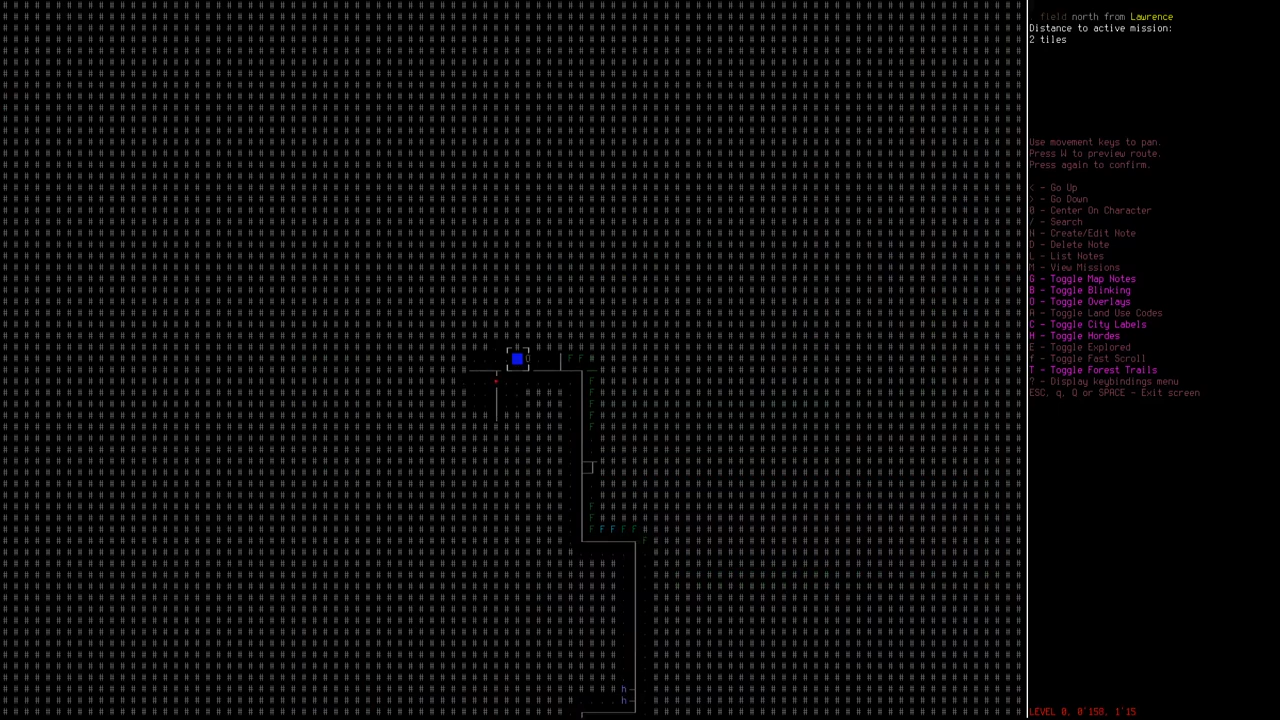 . field north from Lawrence
Distance to active mission:
2 tiles
Use movement keys to pan.
Press W to preview route.
Press again to confirm.
< - Go Up
> - Go Down
0 - Center On Character
/ - Search
N - Create/Edit Note
D - Delete Note
L - List Notes
M - View Missions
G - Toggle Map Notes
B - Toggle Blinking
O - Toggle Overlays
A - Toggle Land Use Codes
C - Toggle City Labels
H - Toggle Hordes
E - Toggle Explored
f - Toggle Fast Scroll
T - Toggle Forest Trails
? - Display keybindings menu
ESC, q, Q or SPACE - Exit screen
LEVEL 0, 0'158, 1'15